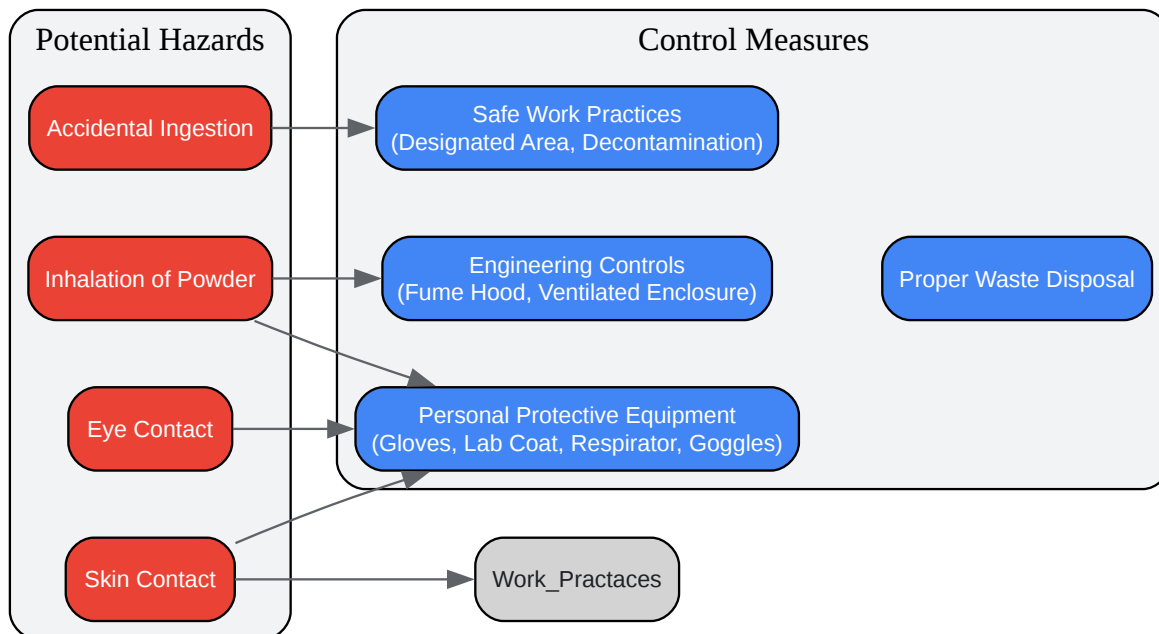 Potential Hazards
Control Measures
Accidental Ingestion
Safe Work Practices
(Designated Area, Decontamination)
Inhalation of Powder
Engineering Controls
(Fume Hood, Ventilated Enclosure)
Proper Waste Disposal
Eye Contact
Personal Protective Equipment
(Gloves, Lab Coat, Respirator, Goggles)
Skin Contact
Work_Practaces